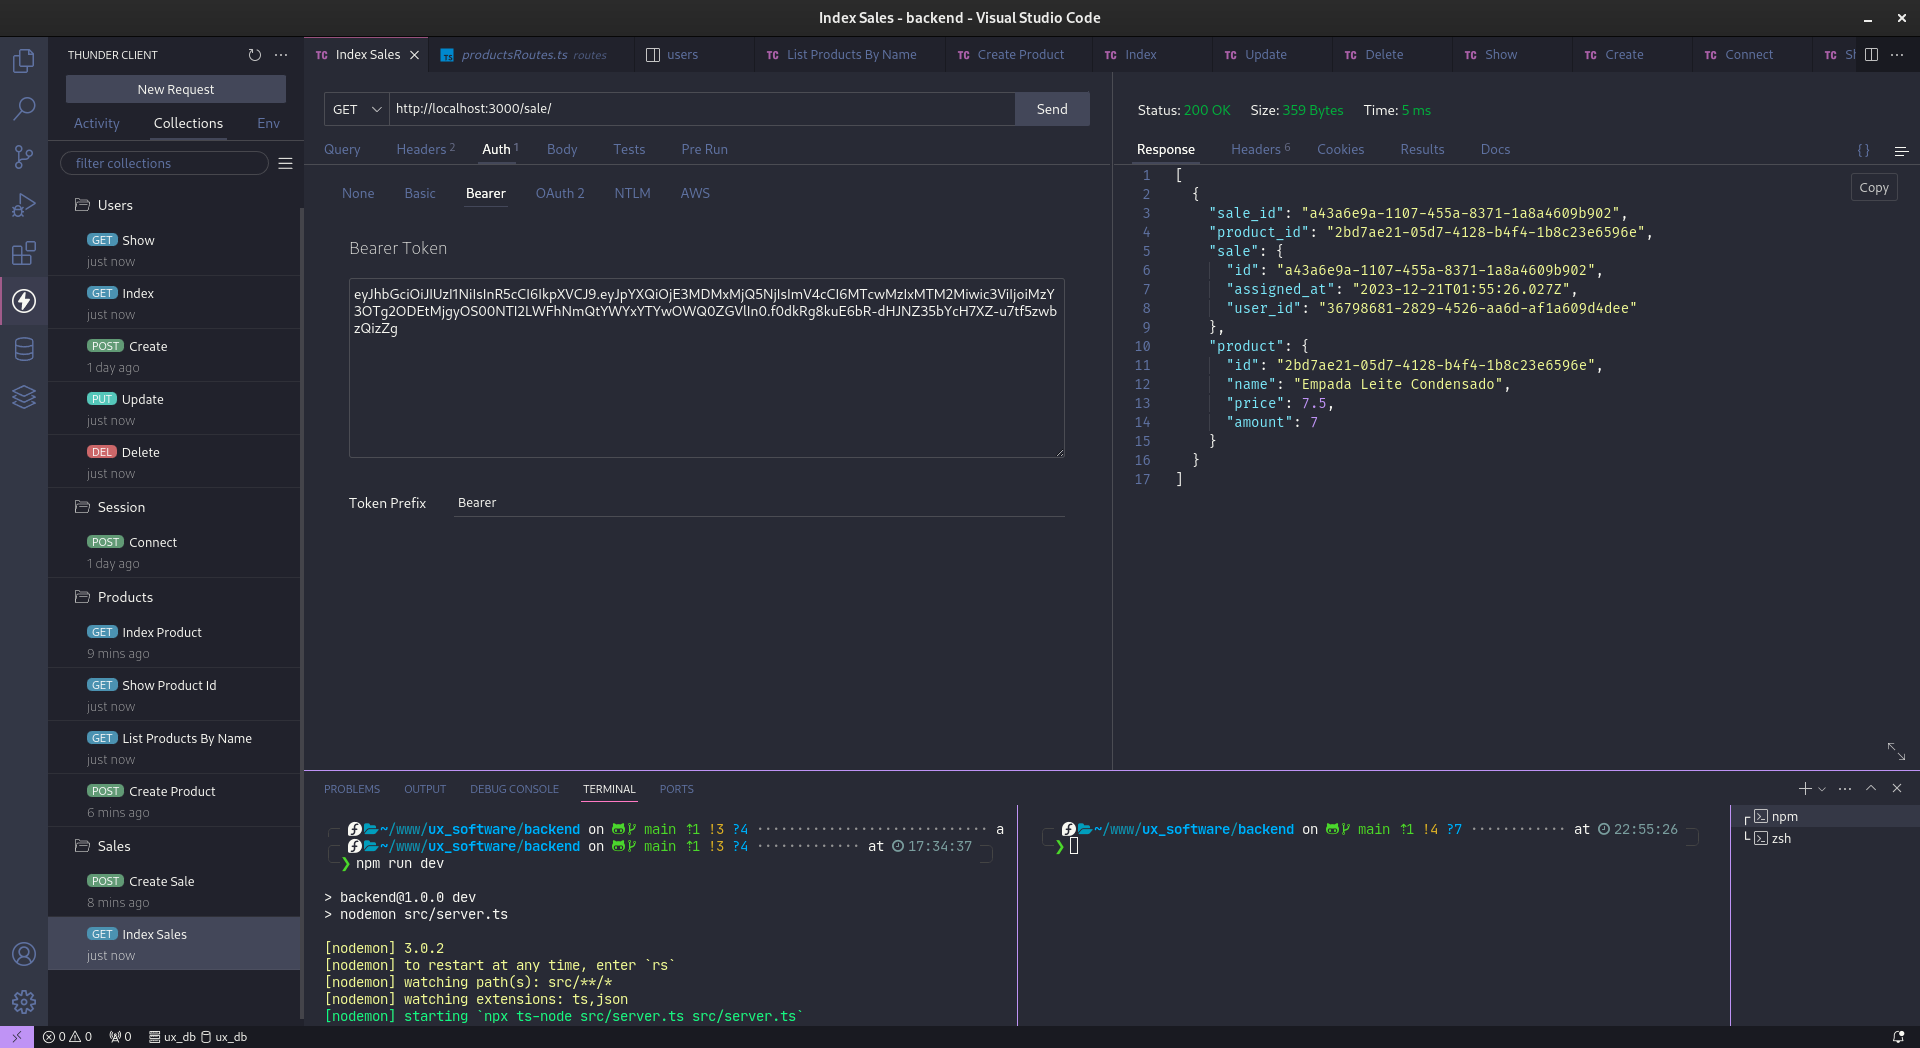 Index Sales - backend - Visual Studio Code
THUNDER CLIENT
New Request
Activity Collections Env
filter collections
Users
GET Show
just now
GET Index
just now
POST Create
1 day ago
PUT Update
just now
DEL Delete
just now
Session
POST Connect
1 day ago
Products
GET Index Product
9 mins ago
GET Show Product Id
just now
GET List Products By Name
just now
POST Create Product
6 mins ago
Sales
POST Create Sale
8 mins ago
GET Index Sales
just now
TC Index Sales productsRoutes.ts routes users TC List Products By Name TC Create Product TC Index TC Update TC Delete TC Show TC Create TC Connect TC
GET http://localhost:3000/sale/ Send
Query Headers 2 Auth 1 Body Tests Pre Run
None Basic Bearer OAuth 2 NTLM AWS
Bearer Token
Token Prefix Bearer
Status: 200 OK Size: 359 Bytes Time: 5 ms
Response Headers 6 Cookies Results Docs { }
Copy
1 [
2 {
3 "sale_id": "a43a6e9a-1107-455a-8371-1a8a4609b902",
4 "product_id": "2bd7ae21-05d7-4128-b4f4-1b8c23e6596e",
5 "sale": {
6 "id": "a43a6e9a-1107-455a-8371-1a8a4609b902",
7 "assigned_at": "2023-12-21T01:55:26.027Z",
8 "user_id": "36798681-2829-4526-aa6d-af1a609d4dee"
9 },
10 "product": {
11 "id": "2bd7ae21-05d7-4128-b4f4-1b8c23e6596e",
12 "name": "Empada Leite Condensado",
13 "price": 7.5,
14 "amount": 7
15 }
16 }
17 ]
PROBLEMS OUTPUT DEBUG CONSOLE TERMINAL PORTS
~/www/ux_software/backend on main ⇡1 !3 ?4 ···························· a
~/www/ux_software/backend on main ⇡1 !3 ?4 ············· at 17:34:37
❯ npm run dev
> backend@1.0.0 dev
> nodemon src/server.ts
[nodemon] 3.0.2
[nodemon] to restart at any time, enter `rs`
[nodemon] watching path(s): src/**/*
[nodemon] watching extensions: ts,json
[nodemon] starting `npx ts-node src/server.ts src/server.ts`
~/www/ux_software/backend on main ⇡1 !4 ?7 ············ at 22:55:26
❯
npm
zsh
0 0 0 ux_db ux_db